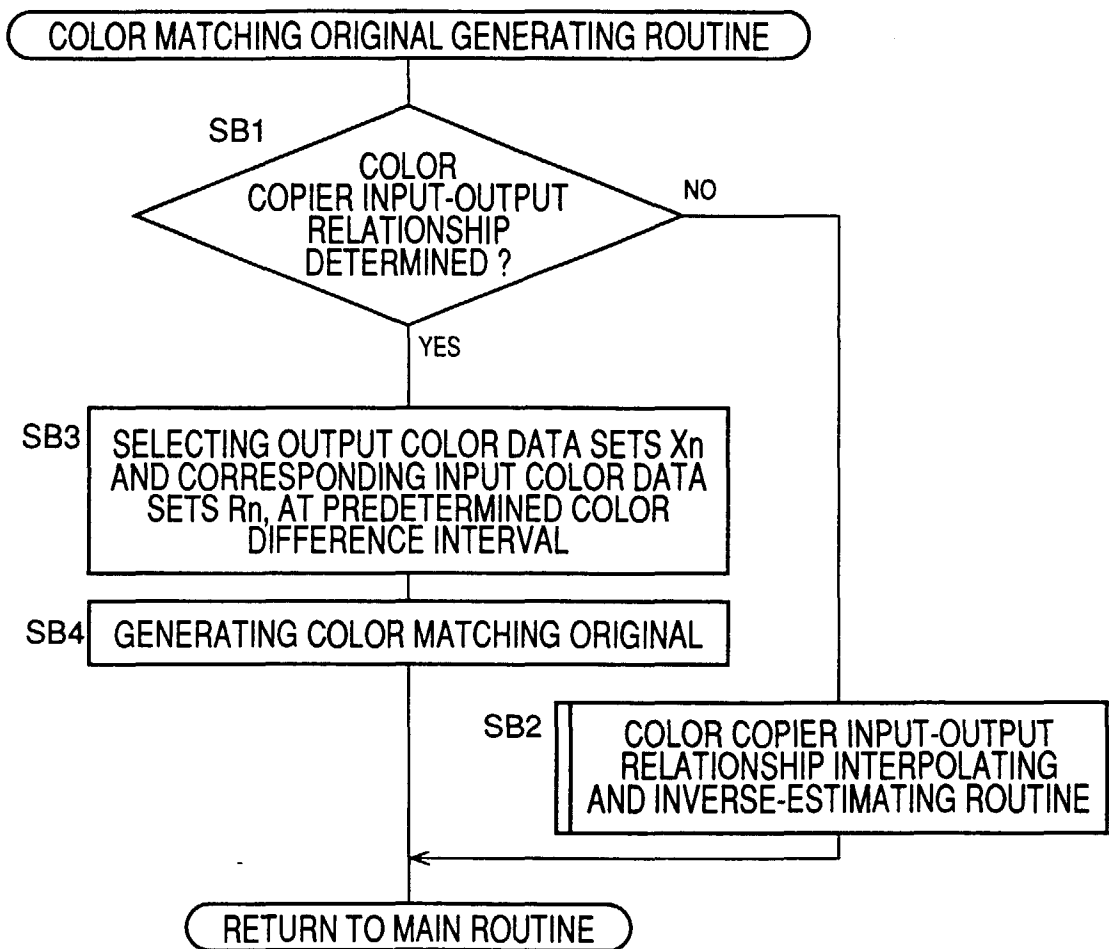 COLOR MATCHING ORIGINAL GENERATING ROUTINE
SB1
COLOR
COPIER INPUT-OUTPUT
RELATIONSHIP
DETERMINED ?
NO
YES
SB3
SELECTING OUTPUT COLOR DATA SETS Xn
AND CORRESPONDING INPUT COLOR DATA
SETS Rn, AT PREDETERMINED COLOR
DIFFERENCE INTERVAL
SB4
GENERATING COLOR MATCHING ORIGINAL
SB2
COLOR COPIER INPUT-OUTPUT
RELATIONSHIP INTERPOLATING
AND INVERSE-ESTIMATING ROUTINE
RETURN TO MAIN ROUTINE